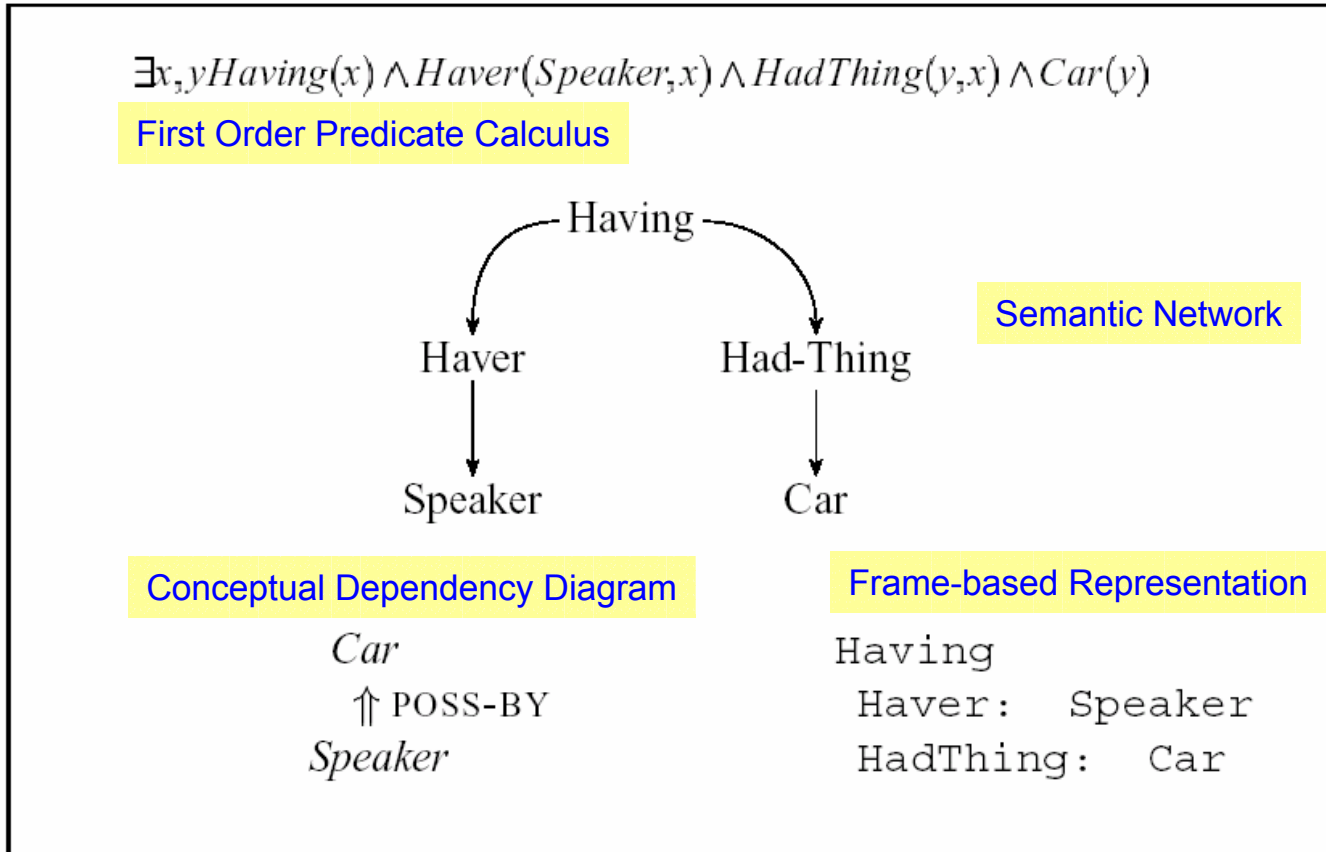 ∃x,yHaving(x) ∧ Haver(Speaker,x) ∧ HadThing(y,x) ∧ Car(y)
First Order Predicate Calculus
Having
Semantic Network
Haver Had-Thing
Speaker Car
Conceptual Dependency Diagram
Car
⇑ POSS-BY
Speaker
Frame-based Representation
Having
Haver: Speaker
HadThing: Car